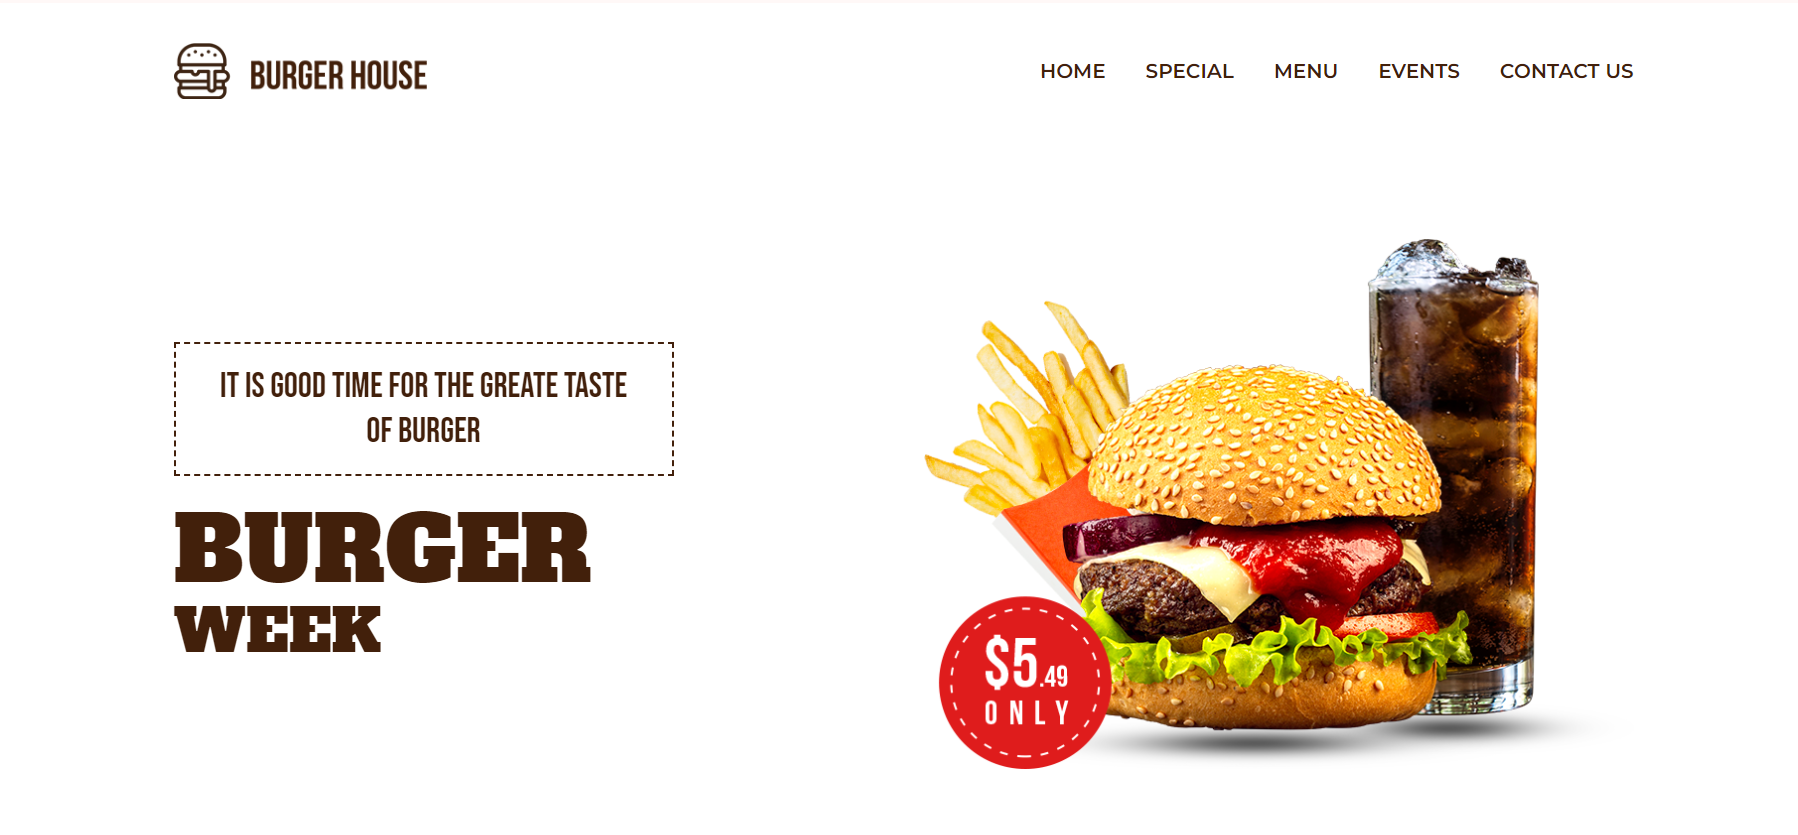 BURGER HOUSE
HOME SPECIAL MENU EVENTS CONTACT US
IT IS GOOD TIME FOR THE GREATE TASTE
OF BURGER
BURGER
WEEK
$5.49
ONLY